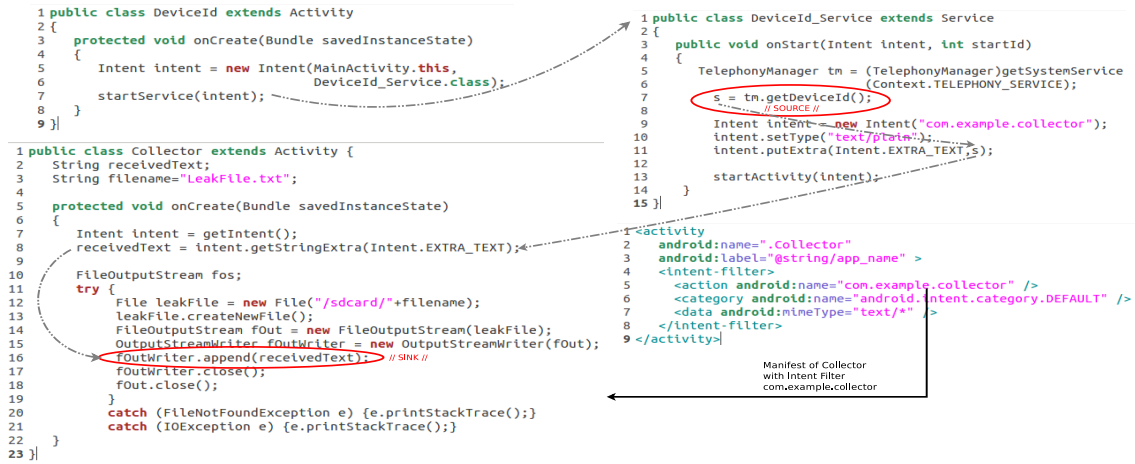 1 public class DeviceId extends Activity
2 {
3 protected void onCreate(Bundle savedInstanceState)
4 {
5 Intent intent = new Intent(MainActivity.this,
6 DeviceId_Service.class);
7 startService(intent);
8 }
9 }
1 public class DeviceId_Service extends Service
2 {
3 public void onStart(Intent intent, int startId)
4 {
5 TelephonyManager tm = (TelephonyManager)getSystemService
6 (Context.TELEPHONY_SERVICE);
7 s = tm.getDeviceId();
8 // SOURCE //
9 Intent intent = new Intent("com.example.collector");
10 intent.setType("text/plain");
11 intent.putExtra(Intent.EXTRA_TEXT,s);
12
13 startActivity(intent);
14 }
15 }
1 public class Collector extends Activity {
2 String receivedText;
3 String filename="LeakFile.txt";
4
5 protected void onCreate(Bundle savedInstanceState)
6 {
7 Intent intent = getIntent();
8 receivedText = intent.getStringExtra(Intent.EXTRA_TEXT);
9
10 FileOutputStream fos;
11 try {
12 File leakFile = new File("/sdcard/"+filename);
13 leakFile.createNewFile();
14 FileOutputStream fOut = new FileOutputStream(leakFile);
15 OutputStreamWriter fOutWriter = new OutputStreamWriter(fOut);
16 fOutWriter.append(receivedText); // SINK //
17 fOutWriter.close();
18 fOut.close();
19 }
20 catch (FileNotFoundException e) {e.printStackTrace();}
21 catch (IOException e) {e.printStackTrace();}
22 }
23 }
1 <activity
2 android:name=".Collector"
3 android:label="@string/app_name" >
4 <intent-filter>
5 <action android:name="com.example.collector" />
6 <category android:name="android.intent.category.DEFAULT" />
7 <data android:mimeType="text/*" />
8 </intent-filter>
9 </activity>
Manifest of Collector
with Intent Filter
com.example.collector